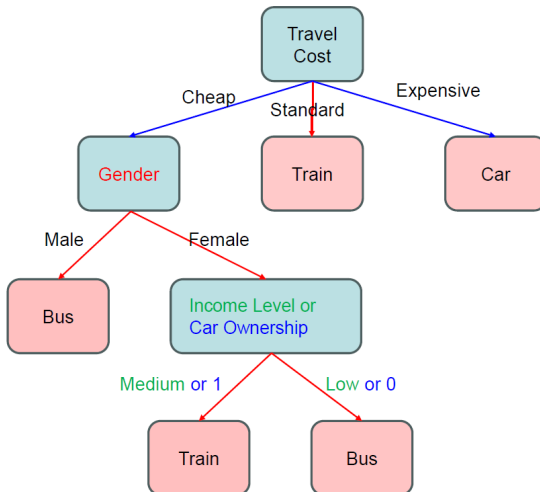 Travel
Cost
Cheap
Standard
Expensive
Gender
Train
Car
Male
Female
Bus
Income Level or
Car Ownership
Medium or 1
Low or 0
Train
Bus